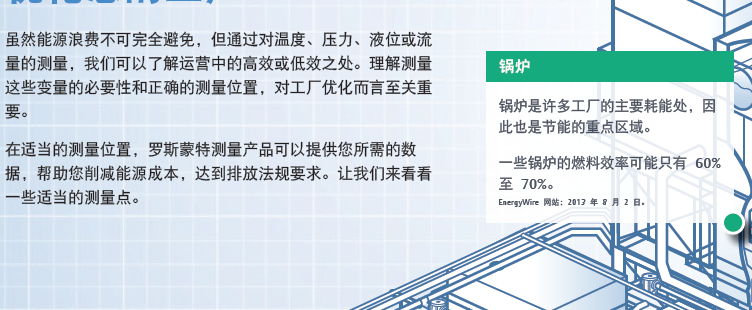 虽然能源浪费不可完全避免，但通过对温度、压力、液位或流
量的测量，我们可以了解运营中的高效或低效之处。理解测量
这些变量的必要性和正确的测量位置，对工厂优化而言至关重
要。
在适当的测量位置，罗斯蒙特测量产品可以提供您所需的数
据，帮助您削减能源成本，达到排放法规要求。让我们来看看
一些适当的测量点。
锅炉
锅炉是许多工厂的主要耗能处，因
此也是节能的重点区域。
一些锅炉的燃料效率可能只有 60%
至 70%。
EnergyWire 网站；2013 年 8 月 2 日。